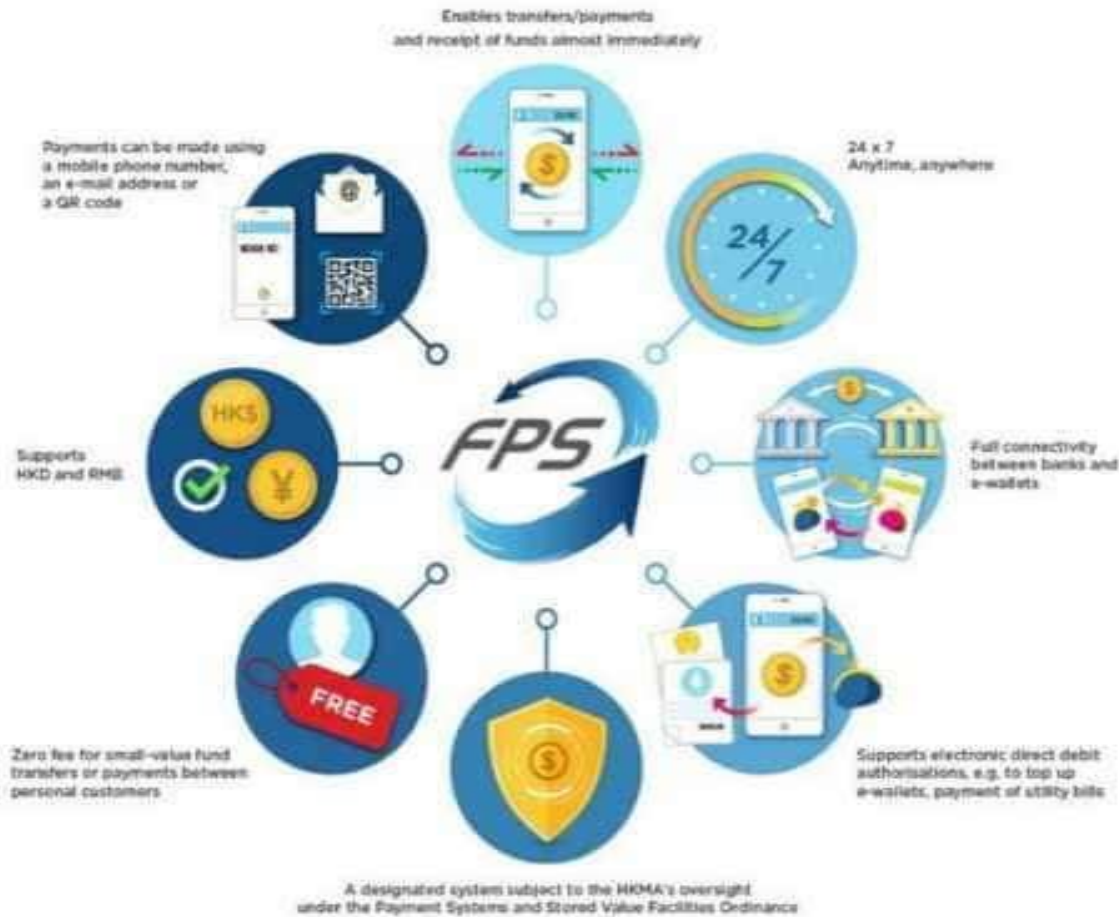 Enables transfers/payments
and receipt of funds almost immediately
24 x 7
Anytime, anywhere
24/7
Full connectivity
between banks and
e-wallets
Supports electronic direct debit
authorisations, e.g. to top up
e-wallets, payment of utility bills
A designated system subject to the HKMA's oversight
under the Payment Systems and Stored Value Facilities Ordinance
Zero fee for small-value fund
transfers or payments between
personal customers
FREE
Supports
HKD and RMB
HK$
¥
Payments can be made using
a mobile phone number,
an e-mail address or
a QR code
@
FPS
$
$
$
$